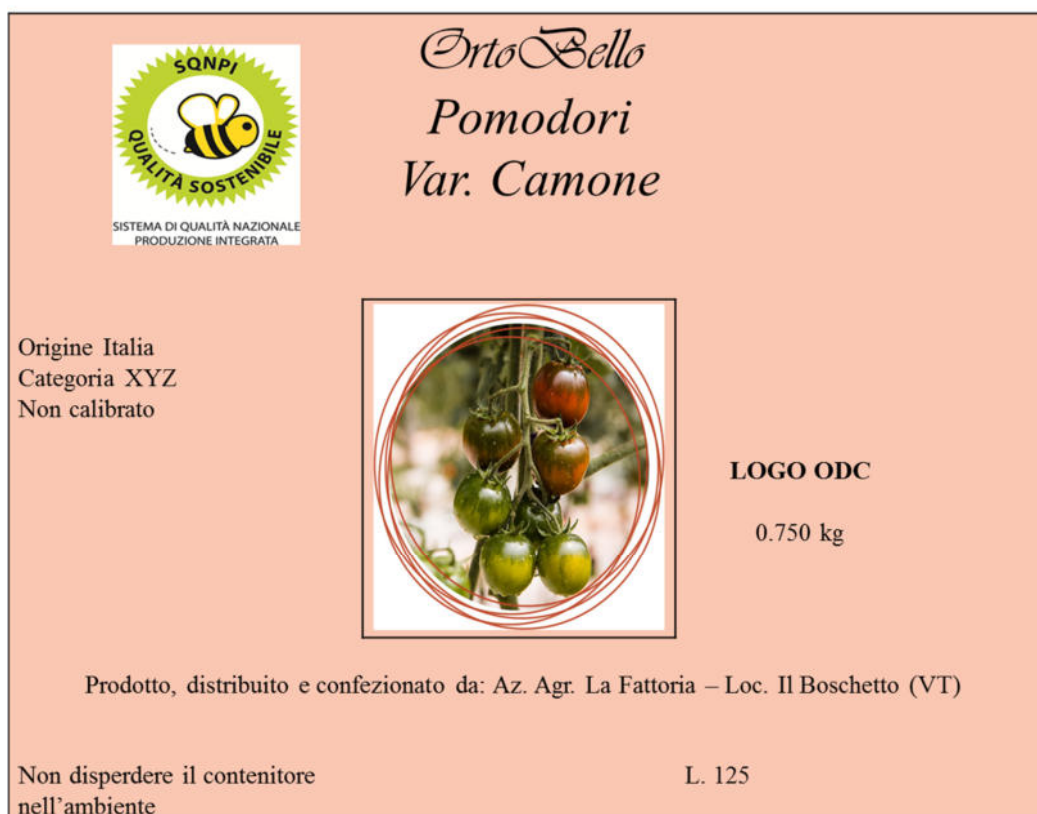 OrtoBello
Pomodori
Var. Camone
SQNPI
QUALITÀ SOSTENIBILE
SISTEMA DI QUALITÀ NAZIONALE
PRODUZIONE INTEGRATA
Origine Italia
Categoria XYZ
Non calibrato
LOGO ODC
0.750 kg
Prodotto, distribuito e confezionato da: Az. Agr. La Fattoria – Loc. Il Boschetto (VT)
Non disperdere il contenitore
nell’ambiente
L. 125